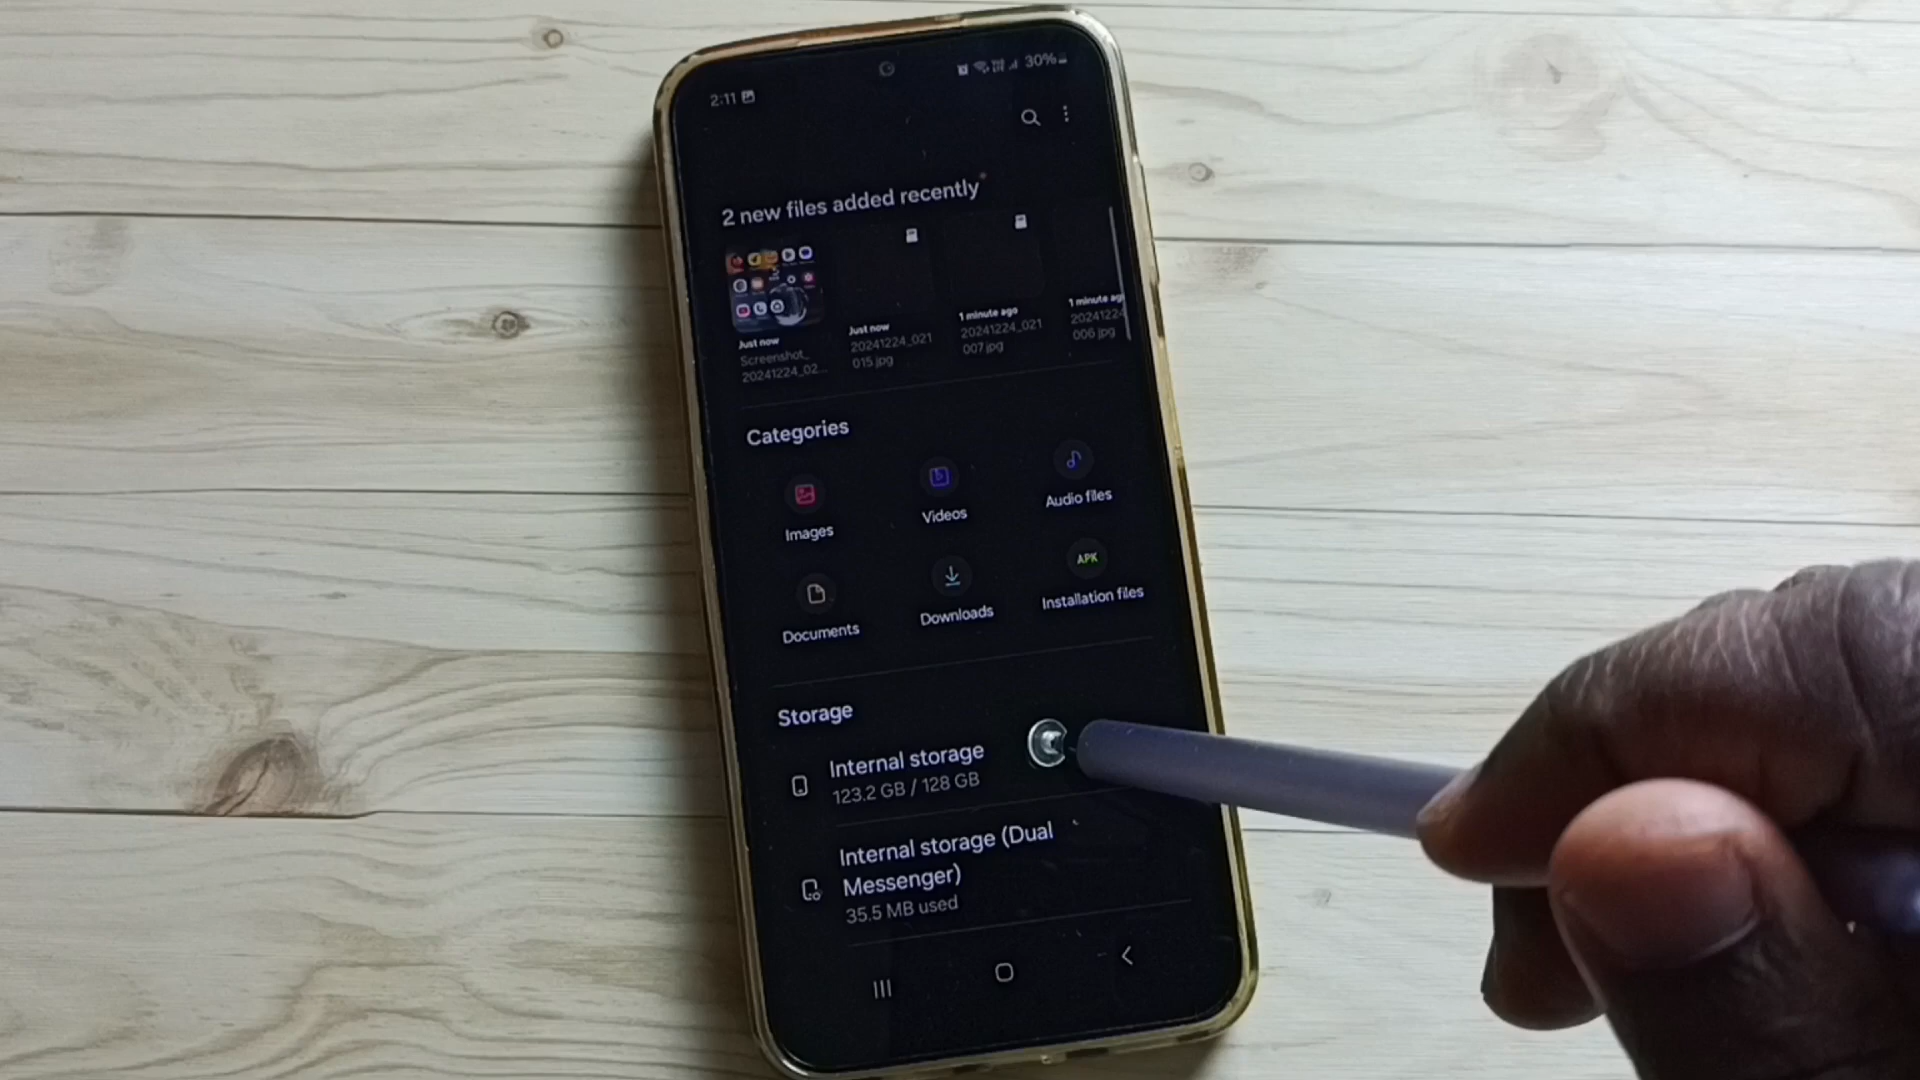 2:11
30%
2 new files added recently
Just now
Screenshot_
20241224_02...
Just now
20241224_021
015.jpg
1 minute ago
20241224_021
007.jpg
1 minute ag
20241224
006.jpg
Categories
Images
Videos
Audio files
Documents
Downloads
APK
Installation files
Storage
Internal storage
123.2 GB / 128 GB
Internal storage (Dual
Messenger)
35.5 MB used